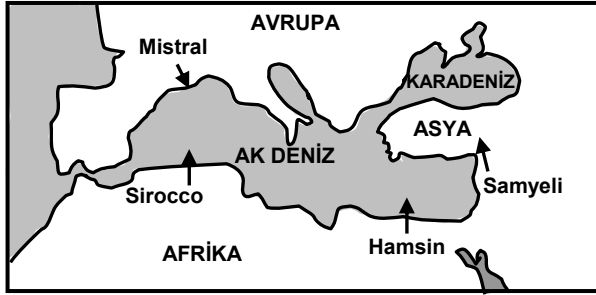 AVRUPA
Mistral
KARADENİZ
ASYA
AK DENİZ
Samyeli
Sirocco
Hamsin
AFRİKA